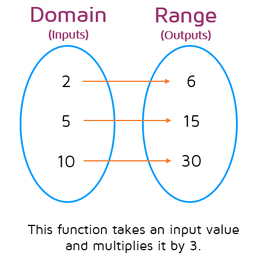 Domain Range
(Inputs) (Outputs)
2 6
5 15
10 30
This function takes an input value
and multiplies it by 3.